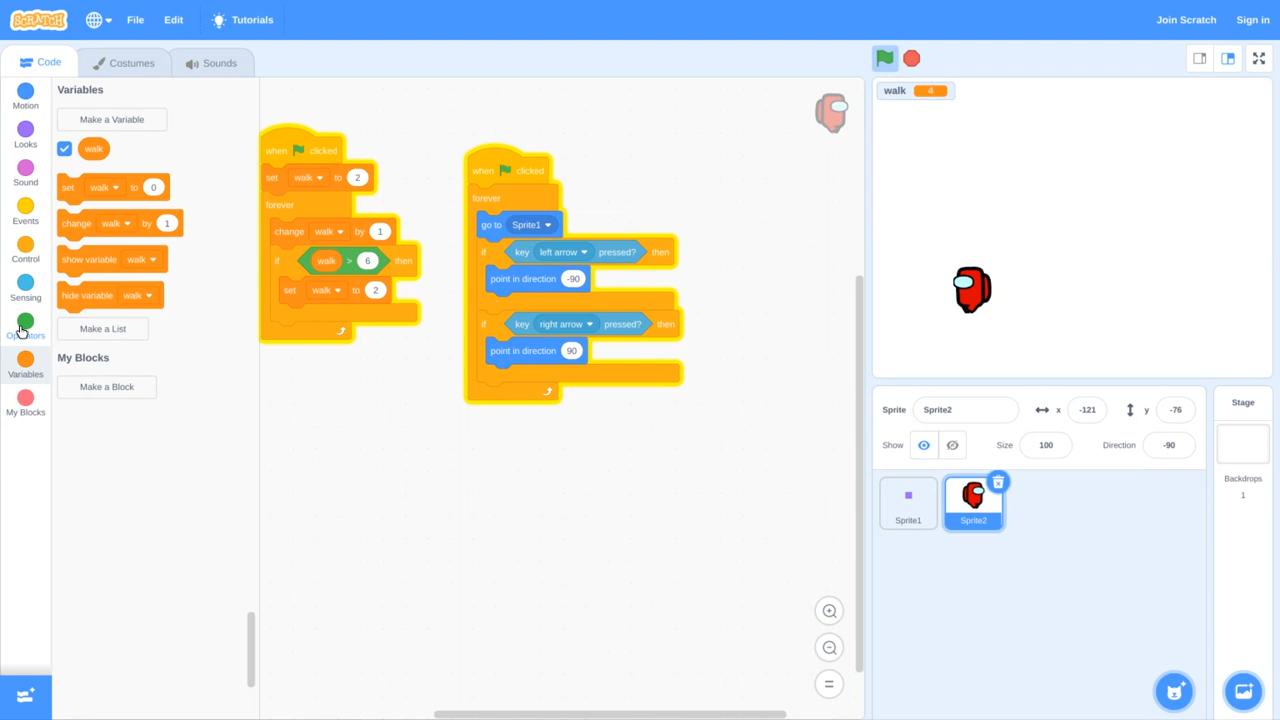 SCRATCH File Edit Tutorials Join Scratch Sign in
Code Costumes Sounds
Motion
Looks
Sound
Events
Control
Sensing
Operators
Variables
My Blocks
Variables
Make a Variable
walk
set walk to 0
change walk by 1
show variable walk
hide variable walk
Make a List
My Blocks
Make a Block
when clicked
set walk to 2
forever
change walk by 1
if walk > 6 then
set walk to 2
when clicked
forever
go to Sprite1
if key left arrow pressed? then
point in direction -90
if key right arrow pressed? then
point in direction 90
walk 4
Sprite Sprite2 x -121 y -76
Show Size 100 Direction -90
Sprite1
Sprite2
Stage
Backdrops
1